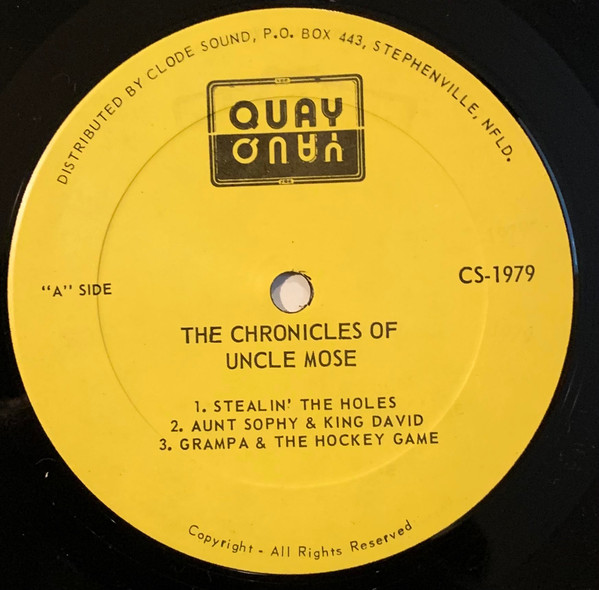 DISTRIBUTED BY CLODE SOUND, P.O. BOX 443, STEPHENVILLE, NFLD.
QUAY
QUAY
"A" SIDE
CS-1979
THE CHRONICLES OF
UNCLE MOSE
1. STEALIN' THE HOLES
2. AUNT SOPHY & KING DAVID
3. GRAMPA & THE HOCKEY GAME
Copyright - All Rights Reserved